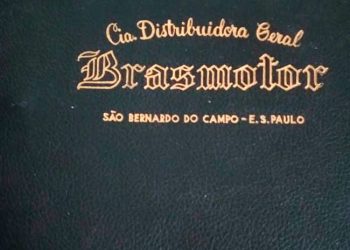 Cia. Distribuidora Geral
Brasmotor
SÃO BERNARDO DO CAMPO - E. S. PAULO